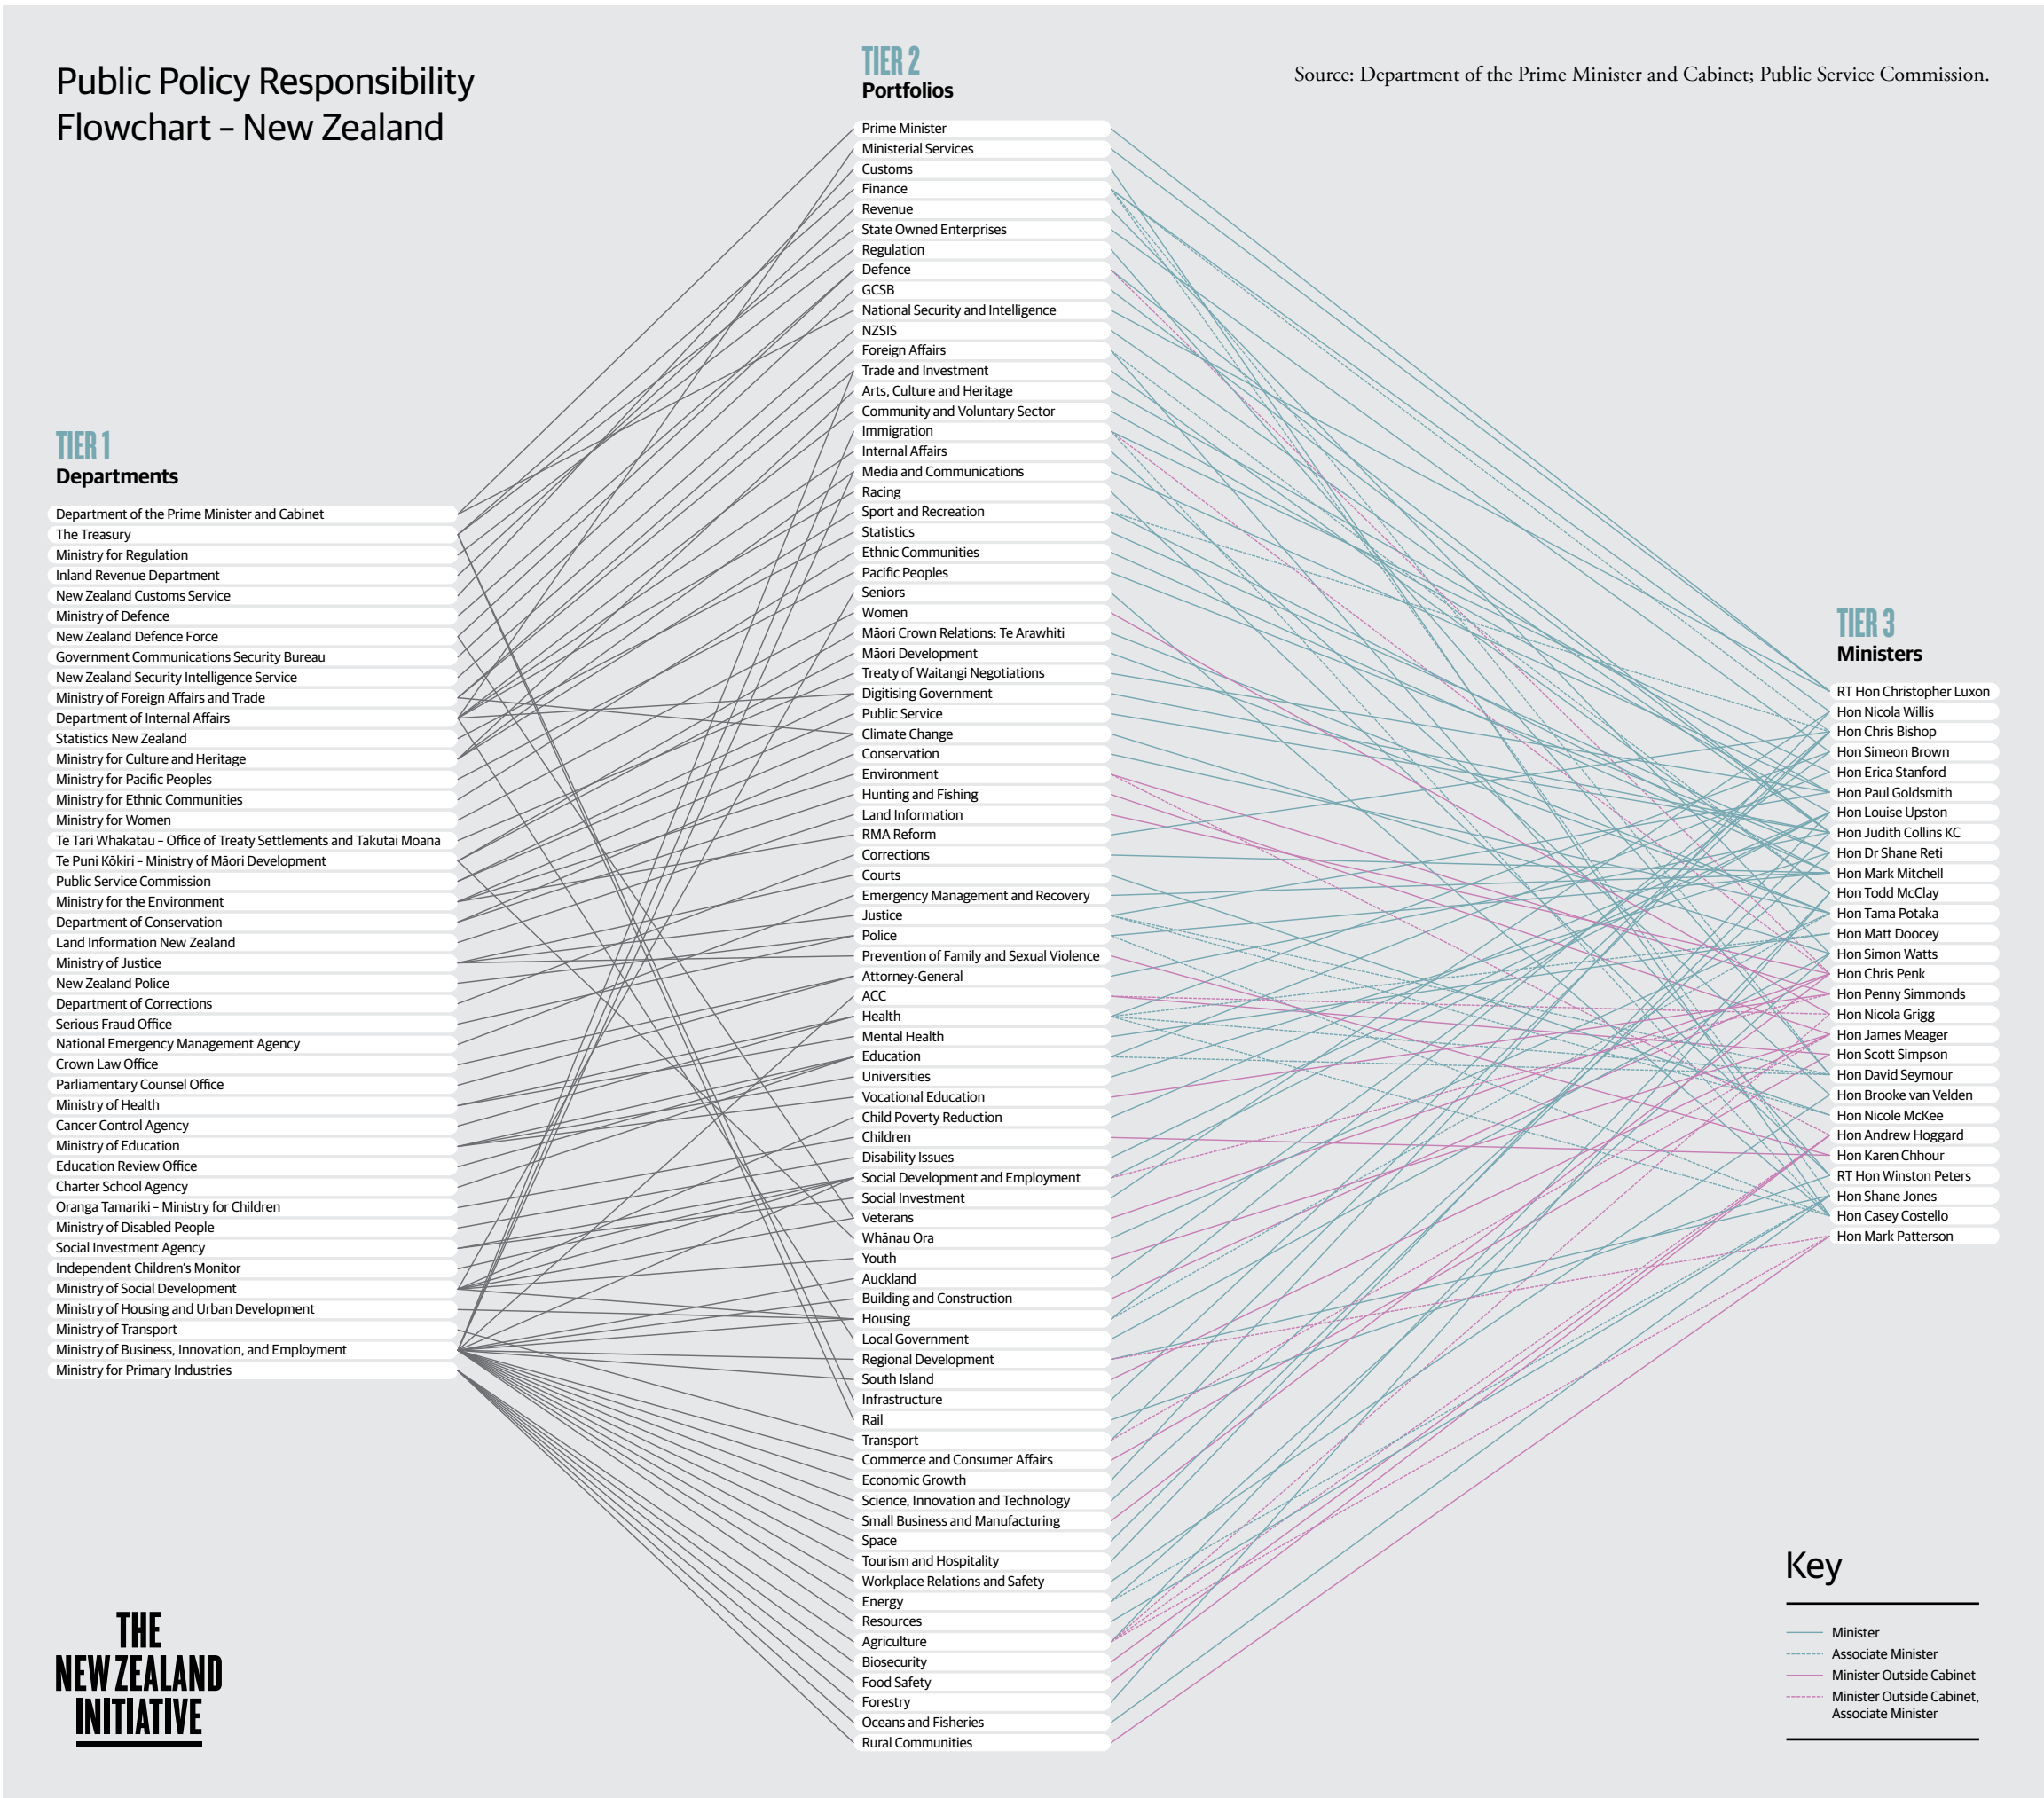 Public Policy Responsibility
Flowchart – New Zealand
TIER 2
Portfolios
Source: Department of the Prime Minister and Cabinet; Public Service Commission.
Prime Minister
Ministerial Services
Customs
Finance
Revenue
State Owned Enterprises
Regulation
Defence
GCSB
National Security and Intelligence
NZSIS
Foreign Affairs
Trade and Investment
Arts, Culture and Heritage
Community and Voluntary Sector
Immigration
Internal Affairs
Media and Communications
Racing
Sport and Recreation
Statistics
Ethnic Communities
Pacific Peoples
Seniors
Women
Māori Crown Relations: Te Arawhiti
Māori Development
Treaty of Waitangi Negotiations
Digitising Government
Public Service
Climate Change
Conservation
Environment
Hunting and Fishing
Land Information
RMA Reform
Corrections
Courts
Emergency Management and Recovery
Justice
Police
Prevention of Family and Sexual Violence
Attorney-General
ACC
Health
Mental Health
Education
Universities
Vocational Education
Child Poverty Reduction
Children
Disability Issues
Social Development and Employment
Social Investment
Veterans
Whānau Ora
Youth
Auckland
Building and Construction
Housing
Local Government
Regional Development
South Island
Infrastructure
Rail
Transport
Commerce and Consumer Affairs
Economic Growth
Science, Innovation and Technology
Small Business and Manufacturing
Space
Tourism and Hospitality
Workplace Relations and Safety
Energy
Resources
Agriculture
Biosecurity
Food Safety
Forestry
Oceans and Fisheries
Rural Communities
TIER 1
Departments
Department of the Prime Minister and Cabinet
The Treasury
Ministry for Regulation
Inland Revenue Department
New Zealand Customs Service
Ministry of Defence
New Zealand Defence Force
Government Communications Security Bureau
New Zealand Security Intelligence Service
Ministry of Foreign Affairs and Trade
Department of Internal Affairs
Statistics New Zealand
Ministry for Culture and Heritage
Ministry for Pacific Peoples
Ministry for Ethnic Communities
Ministry for Women
Te Tari Whakatau – Office of Treaty Settlements and Takutai Moana
Te Puni Kōkiri – Ministry of Māori Development
Public Service Commission
Ministry for the Environment
Department of Conservation
Land Information New Zealand
Ministry of Justice
New Zealand Police
Department of Corrections
Serious Fraud Office
National Emergency Management Agency
Crown Law Office
Parliamentary Counsel Office
Ministry of Health
Cancer Control Agency
Ministry of Education
Education Review Office
Charter School Agency
Oranga Tamariki – Ministry for Children
Ministry of Disabled People
Social Investment Agency
Independent Children's Monitor
Ministry of Social Development
Ministry of Housing and Urban Development
Ministry of Transport
Ministry of Business, Innovation, and Employment
Ministry for Primary Industries
TIER 3
Ministers
RT Hon Christopher Luxon
Hon Nicola Willis
Hon Chris Bishop
Hon Simeon Brown
Hon Erica Stanford
Hon Paul Goldsmith
Hon Louise Upston
Hon Judith Collins KC
Hon Dr Shane Reti
Hon Mark Mitchell
Hon Todd McClay
Hon Tama Potaka
Hon Matt Doocey
Hon Simon Watts
Hon Chris Penk
Hon Penny Simmonds
Hon Nicola Grigg
Hon James Meager
Hon Scott Simpson
Hon David Seymour
Hon Brooke van Velden
Hon Nicole McKee
Hon Andrew Hoggard
Hon Karen Chhour
RT Hon Winston Peters
Hon Shane Jones
Hon Casey Costello
Hon Mark Patterson
THE
NEW ZEALAND
INITIATIVE
Key
Minister
Associate Minister
Minister Outside Cabinet
Minister Outside Cabinet,
Associate Minister